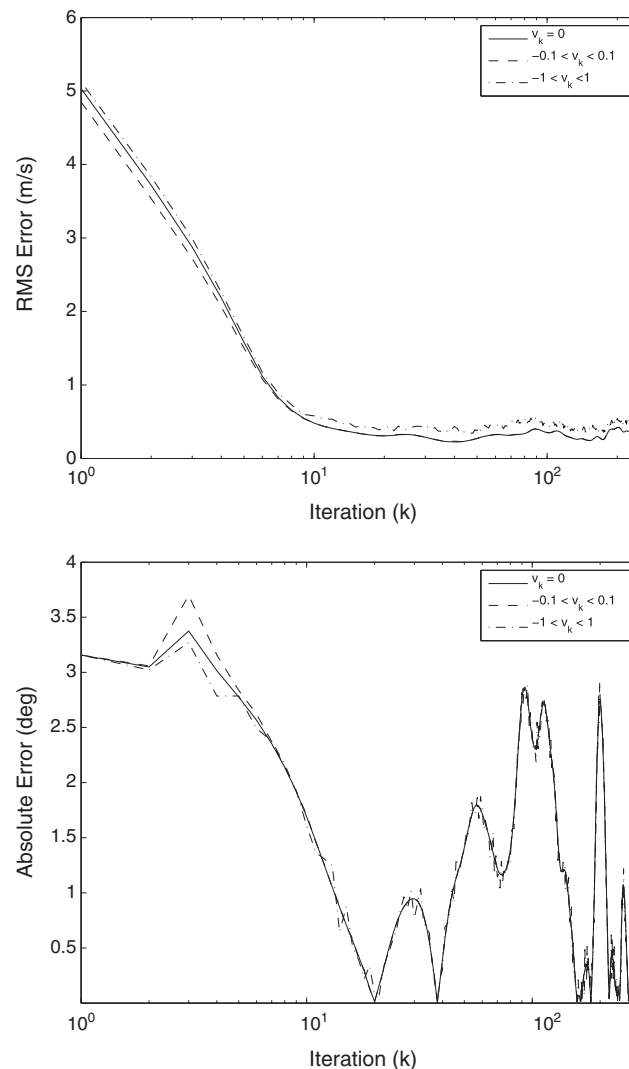 6
5
4
3
2
1
0
RMS Error (m/s)
v_k = 0
−0.1 < v_k < 0.1
−1 < v_k <1
10^0
10^1
10^2
Iteration (k)
4
3.5
3
2.5
2
1.5
1
0.5
Absolute Error (deg)
v_k = 0
−0.1 < v_k < 0.1
−1 < v_k < 1
10^0
10^1
10^2
Iteration (k)